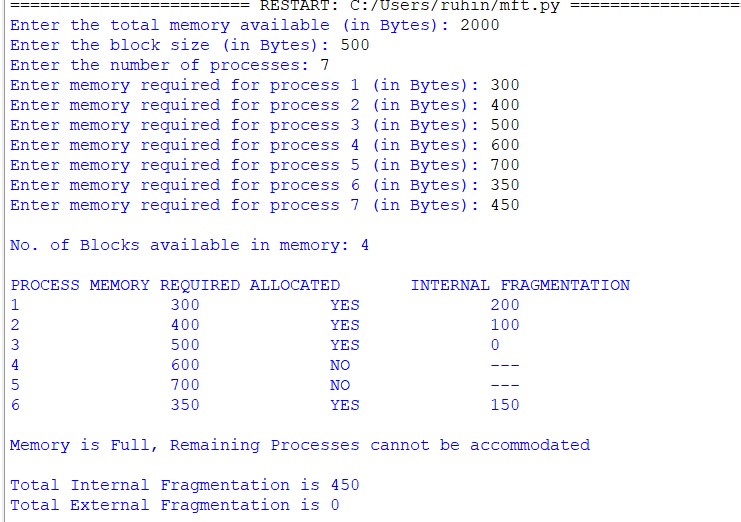 ======================== RESTART: C:/Users/ruhin/mft.py =================
Enter the total memory available (in Bytes): 2000
Enter the block size (in Bytes): 500
Enter the number of processes: 7
Enter memory required for process 1 (in Bytes): 300
Enter memory required for process 2 (in Bytes): 400
Enter memory required for process 3 (in Bytes): 500
Enter memory required for process 4 (in Bytes): 600
Enter memory required for process 5 (in Bytes): 700
Enter memory required for process 6 (in Bytes): 350
Enter memory required for process 7 (in Bytes): 450
No. of Blocks available in memory: 4
PROCESS MEMORY REQUIRED ALLOCATED       INTERNAL FRAGMENTATION
1               300             YES             200
2               400             YES             100
3               500             YES             0
4               600             NO              ---
5               700             NO              ---
6               350             YES             150
Memory is Full, Remaining Processes cannot be accommodated
Total Internal Fragmentation is 450
Total External Fragmentation is 0